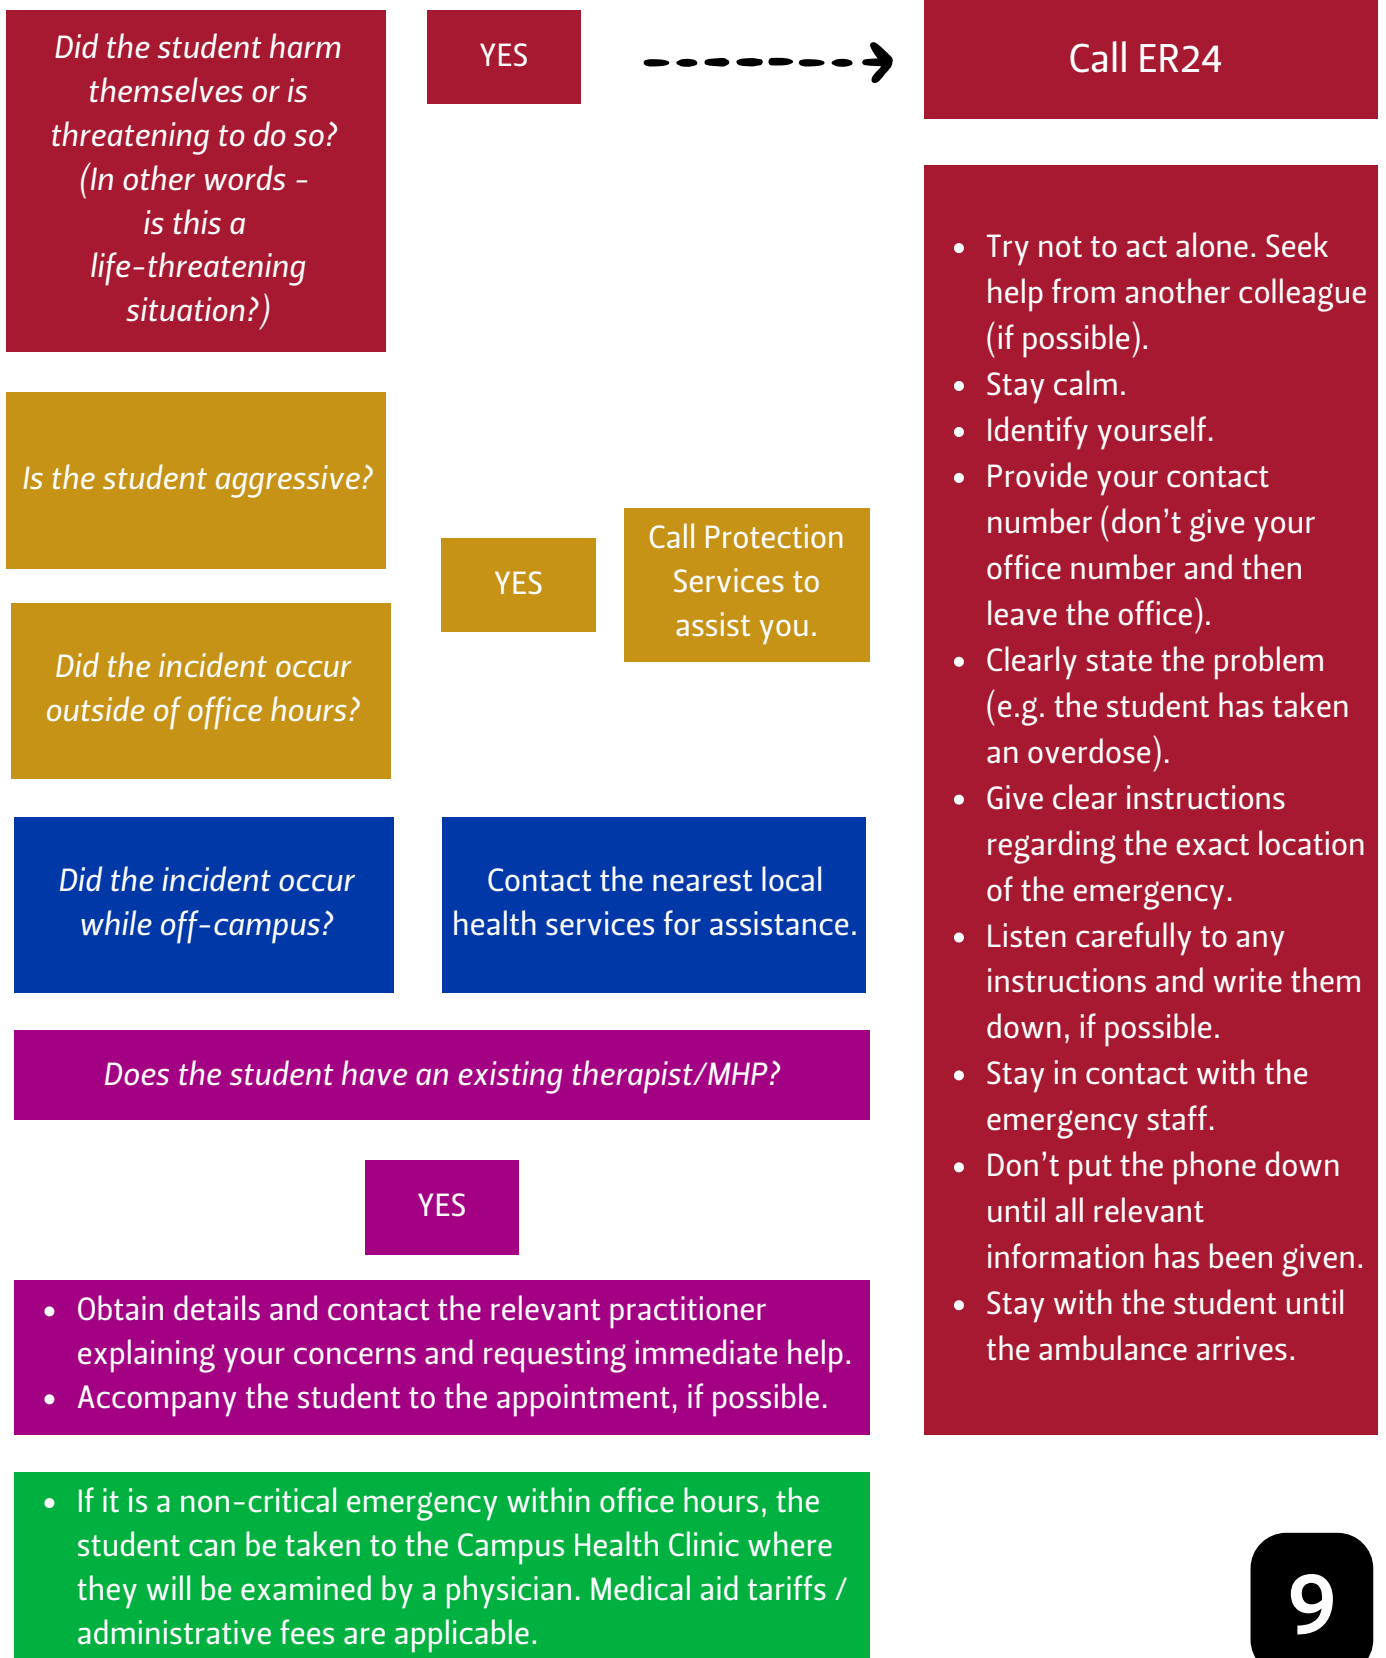 Did the student harm
themselves or is
threatening to do so?
(In other words -
is this a
life-threatening
situation?)
YES
Call ER24
• Try not to act alone. Seek
help from another colleague
(if possible).
• Stay calm.
• Identify yourself.
• Provide your contact
number (don't give your
office number and then
leave the office).
• Clearly state the problem
(e.g. the student has taken
an overdose).
• Give clear instructions
regarding the exact location
of the emergency.
• Listen carefully to any
instructions and write them
down, if possible.
• Stay in contact with the
emergency staff.
• Don't put the phone down
until all relevant
information has been given.
• Stay with the student until
the ambulance arrives.
Is the student aggressive?
Did the incident occur
outside of office hours?
YES
Call Protection
Services to
assist you.
Did the incident occur
while off-campus?
Contact the nearest local
health services for assistance.
Does the student have an existing therapist/MHP?
YES
• Obtain details and contact the relevant practitioner
explaining your concerns and requesting immediate help.
• Accompany the student to the appointment, if possible.
• If it is a non-critical emergency within office hours, the
student can be taken to the Campus Health Clinic where
they will be examined by a physician. Medical aid tariffs /
administrative fees are applicable.
9